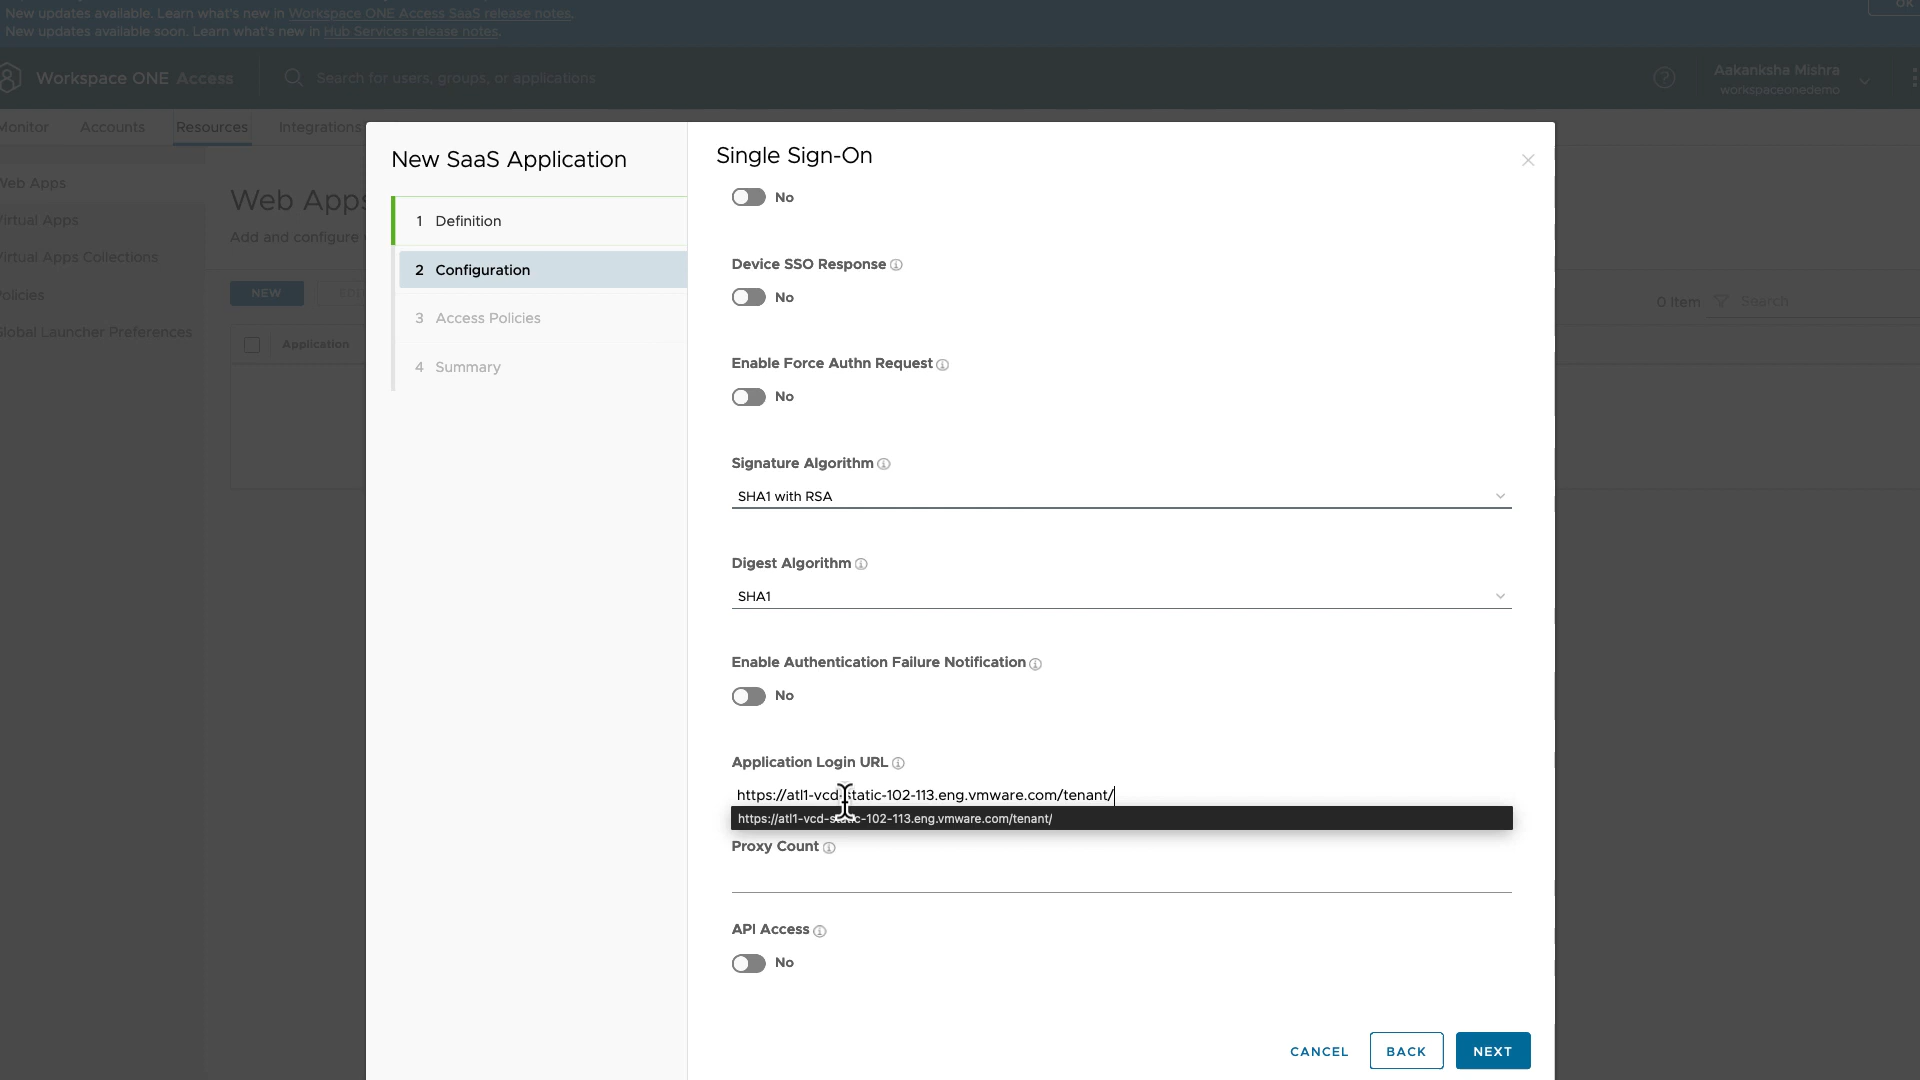 New updates available. Learn what's new in Workspace ONE Access SaaS release notes.
OK
New updates available soon. Learn what's new in Hub Services release notes.
Workspace ONE Access
Search for users, groups, or applications
Aakanksha Mishra
workspaceonedemo
Monitor
Accounts
Resources
Integrations
Web Apps
Virtual Apps
Virtual Apps Collections
Policies
Global Launcher Preferences
Web Apps
Add and configure
NEW
0 Item
Search
Application
New SaaS Application
1 Definition
2 Configuration
3 Access Policies
4 Summary
Single Sign-On
No
Device SSO Response
No
Enable Force Authn Request
No
Signature Algorithm
SHA1 with RSA
Digest Algorithm
SHA1
Enable Authentication Failure Notification
No
Application Login URL
https://atl1-vcd-static-102-113.eng.vmware.com/tenant/
https://atl1-vcd-static-102-113.eng.vmware.com/tenant/
Proxy Count
API Access
No
CANCEL
BACK
NEXT